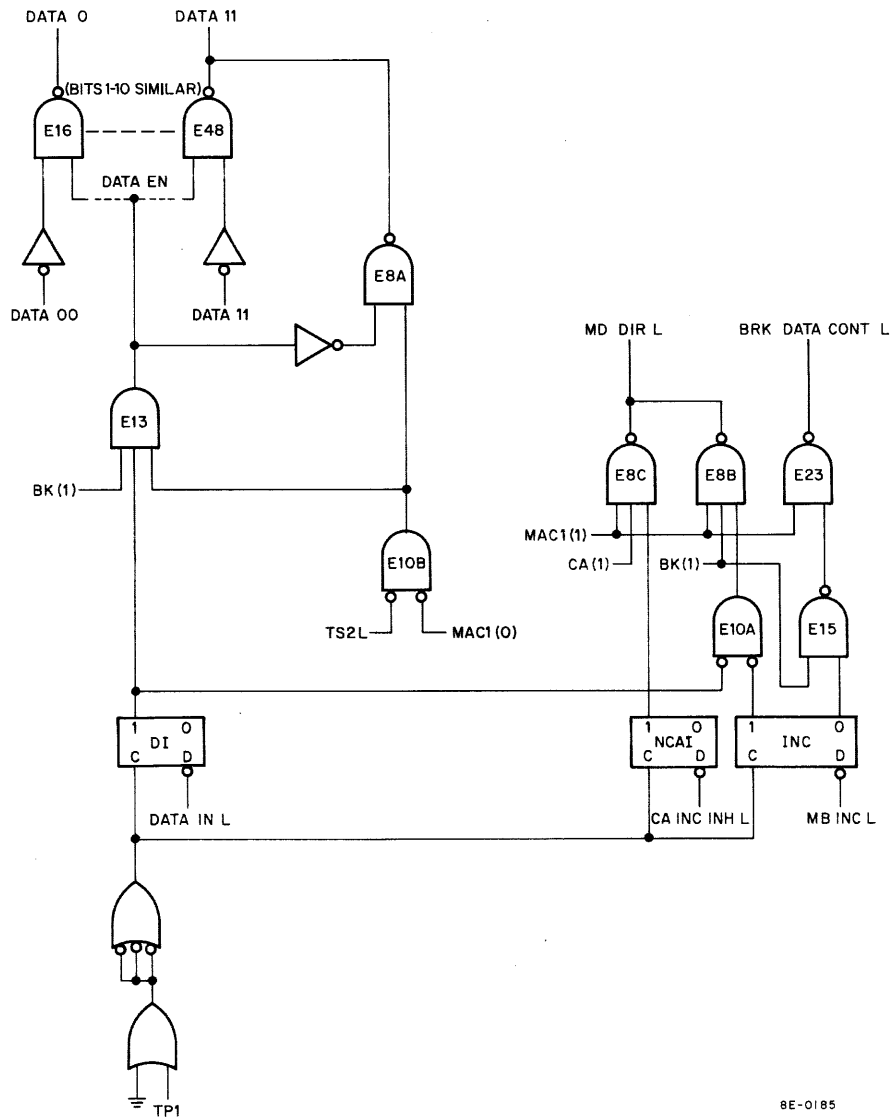 DATA 0 DATA 11
(BITS 1-10 SIMILAR)
E16 E48
DATA EN
E8A
DATA 00 DATA 11
MD DIR L BRK DATA CONT L
E13
E8C E8B E23
BK(1)
MAC1(1)
E10B
CA(1) BK(1)
TS2L MAC1(0)
E10A E15
1 0 1 0 1 0
DI NCAI INC
C D C D C D
DATA IN L CA INC INH L MB INC L
TP1
8E-0185